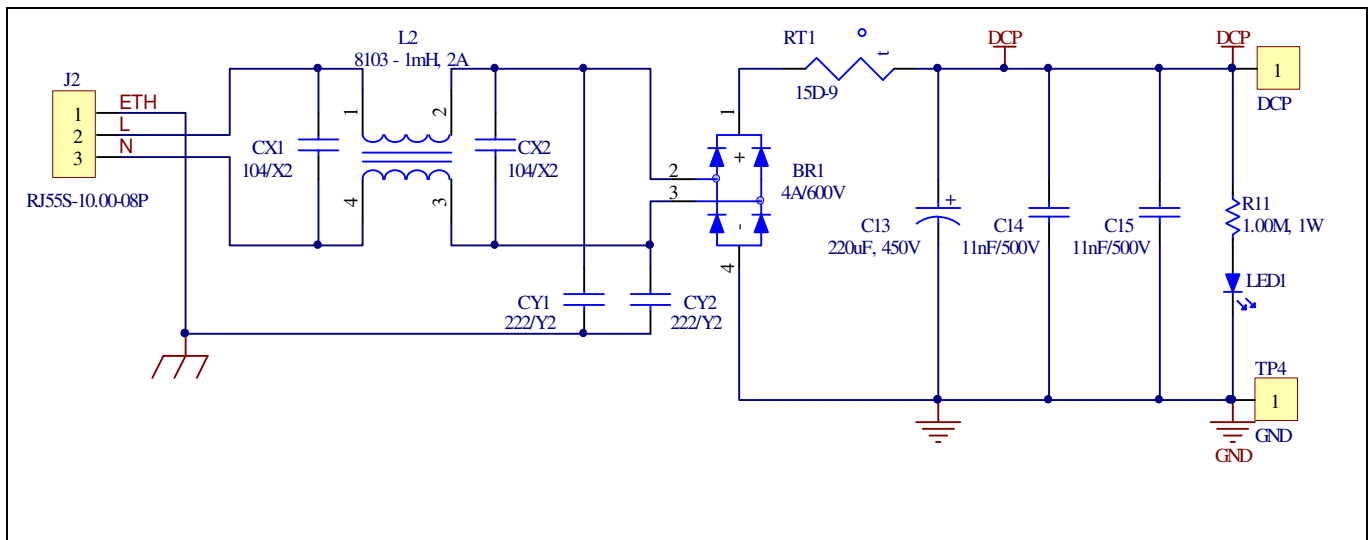 L2
8103 - 1mH, 2A
RT1
t
15D-9
DCP
DCP
1
DCP
J2
1
2
3
ETH
L
N
RJ55S-10.00-08P
1
2
4
3
CX1
104/X2
CX2
104/X2
1
2
3
4
+
-
BR1
4A/600V
+
C13
220uF, 450V
C14
11nF/500V
C15
11nF/500V
R11
1.00M, 1W
LED1
CY1
222/Y2
CY2
222/Y2
TP4
1
GND
GND